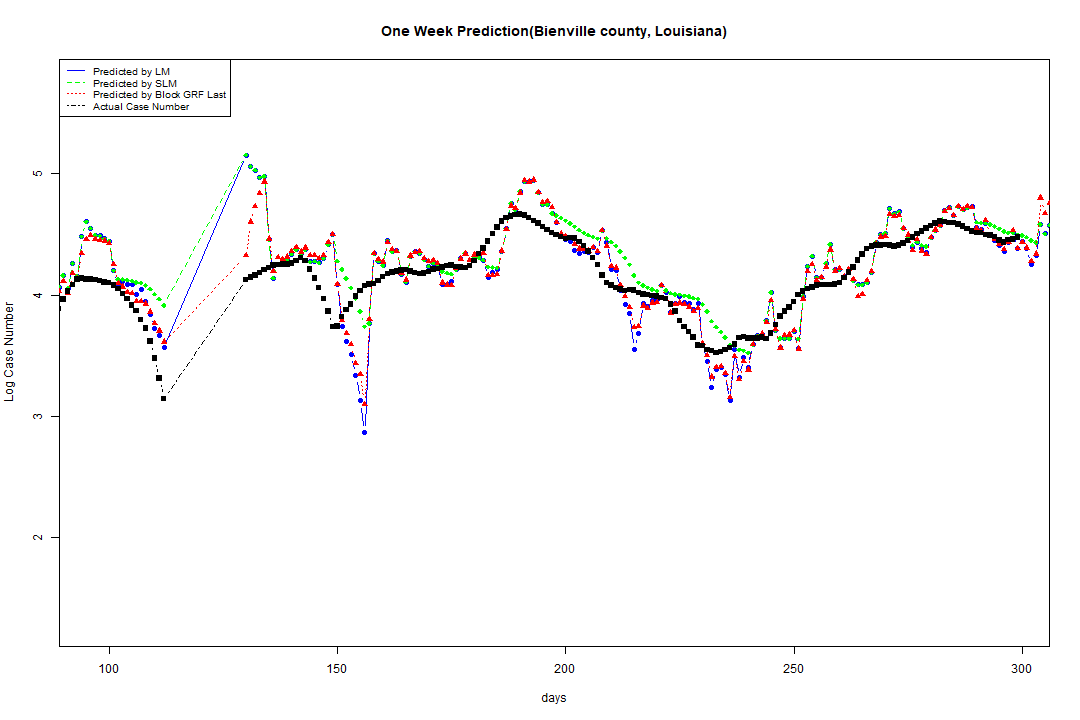 One Week Prediction(Bienville county, Louisiana)
Predicted by LM
Predicted by SLM
Predicted by Block GRF Last
Actual Case Number
Log Case Number
5
4
3
2
100 150 200 250 300
days